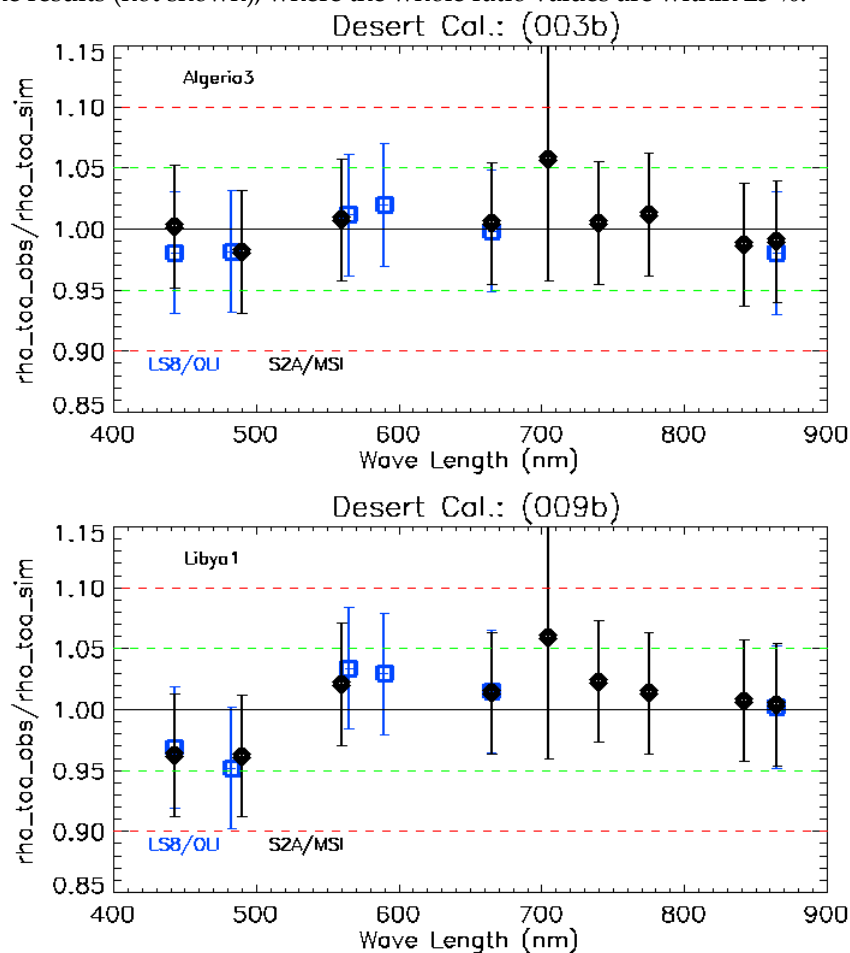 Desert Cal.: (003b)
Algeria3
1.15
1.10
1.05
1.00
0.95
0.90
0.85
rho_toa_obs/rho_toa_sim
LS8/OLI S2A/MSI
400 500 600 700 800 900
Wave Length (nm)
Desert Cal.: (009b)
Libya1
1.15
1.10
1.05
1.00
0.95
0.90
0.85
rho_toa_obs/rho_toa_sim
LS8/OLI S2A/MSI
400 500 600 700 800 900
Wave Length (nm)